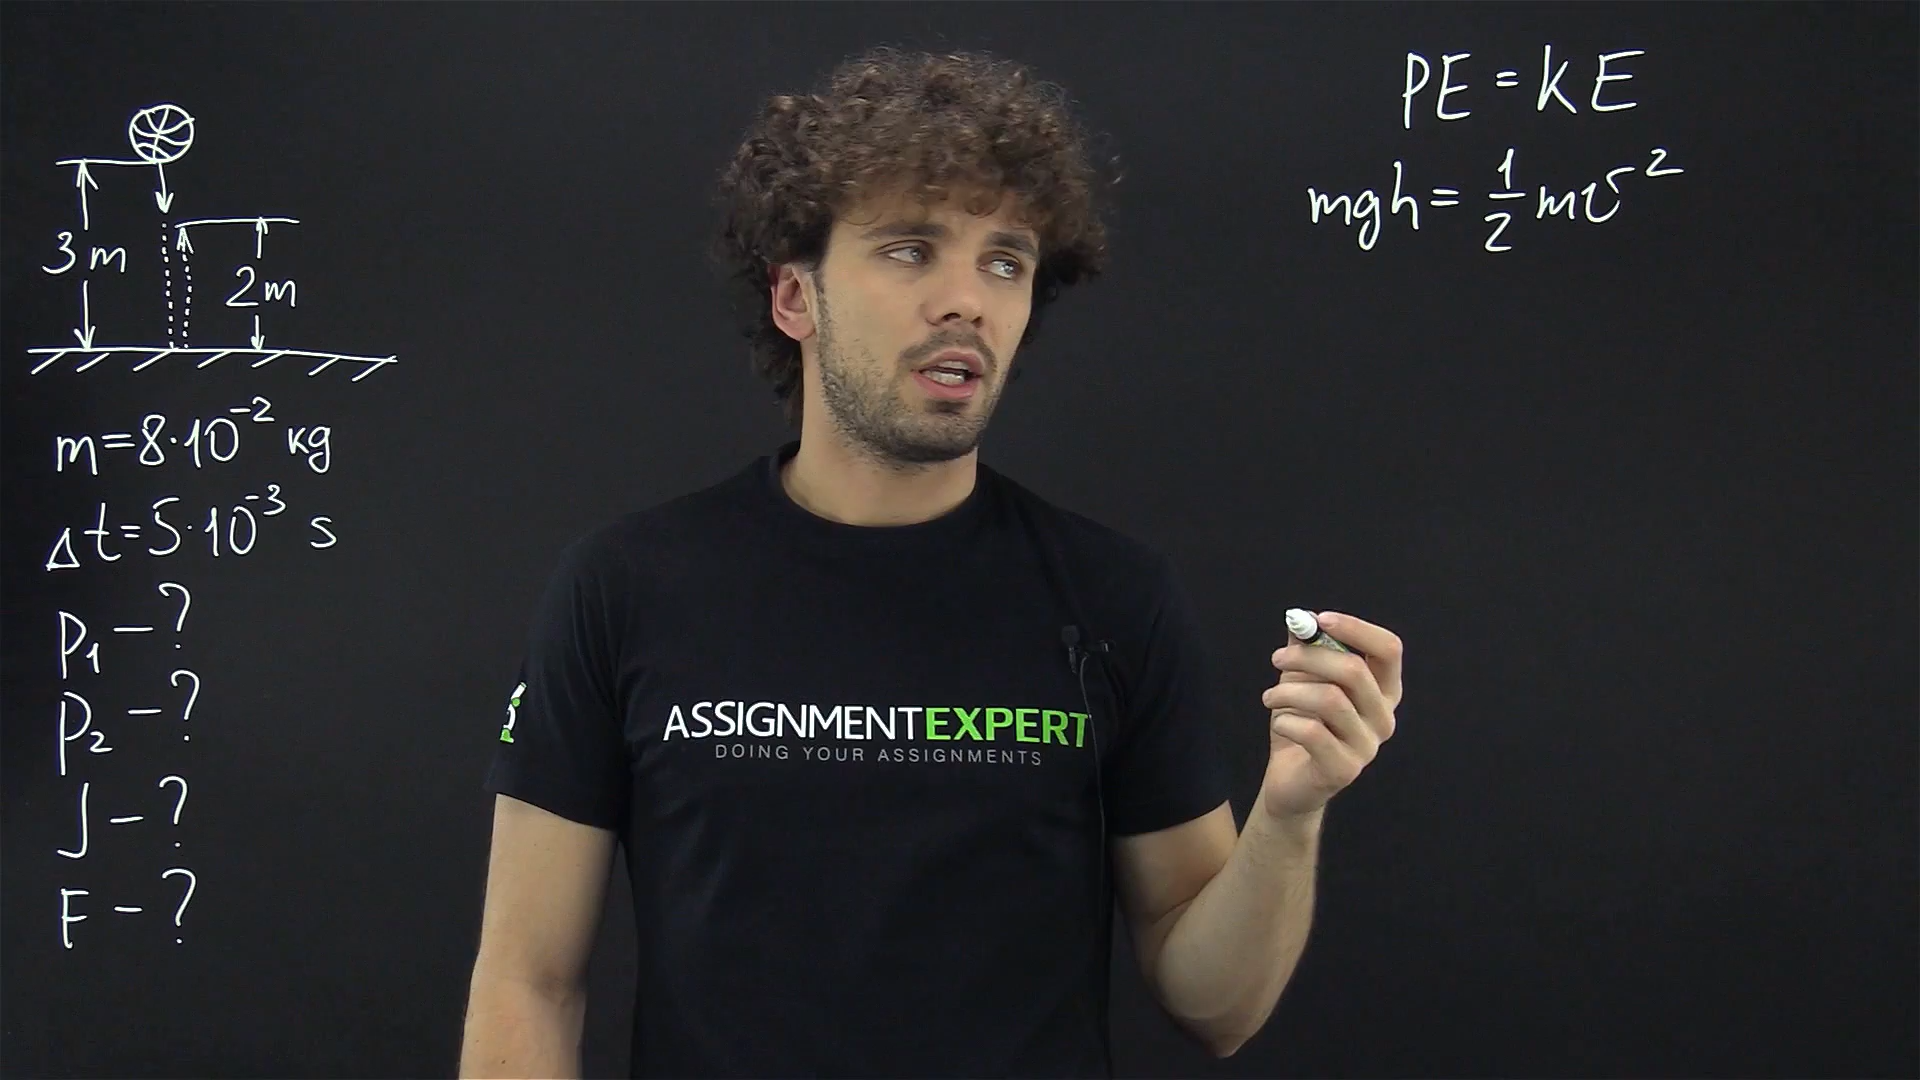 3 m
2 m
m=8·10⁻² kg
Δt=5·10⁻³ s
p₁ – ?
p₂ – ?
J – ?
F – ?
ASSIGNMENTEXPERT
DOING YOUR ASSIGNMENTS
PE = KE
mgh = 1/2 mv²